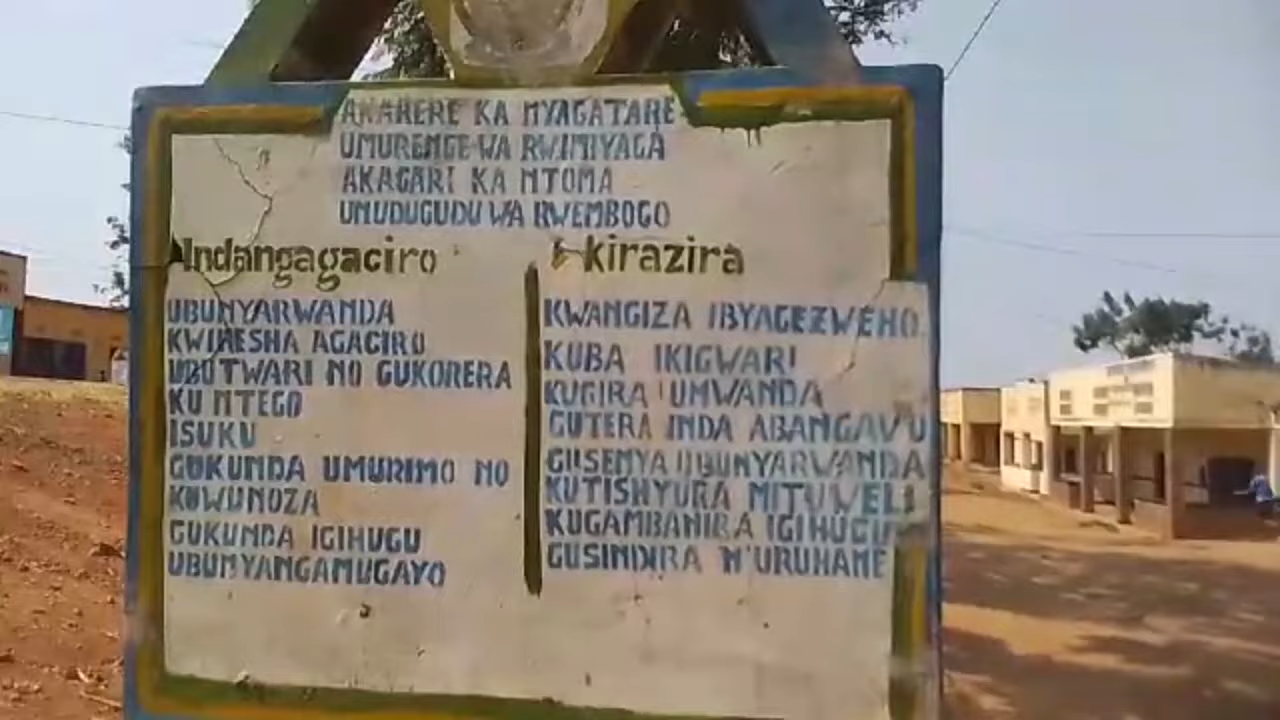 AKARERE KA NYAGATARE
UMURENGE WA RWIMIYAGA
AKAGARI KA NTOMA
UMUDUGUDU WA RWEMBOGO
Indangagaciro
kirazira
UBUNYARWANDA
KWIHESHA AGACIRO
UBUTWARI NO GUKORERA
KU NTEGO
ISUKU
GUKUNDA UMURIMO NO
KUWUNOZA
GUKUNDA IGIHUGU
UBUNYANGAMUGAYO
KWANGIZA IBYAGEZWEHO
KUBA IKIGWARI
KUGIRA UMWANDA
GUTERA INDA ABANGAVU
GUSENYA UBUNYARWANDA
KUTISHYURA MITUWELI
KUGAMBANIRA IGIHUGU
GUSINDIRA M'URUHAME